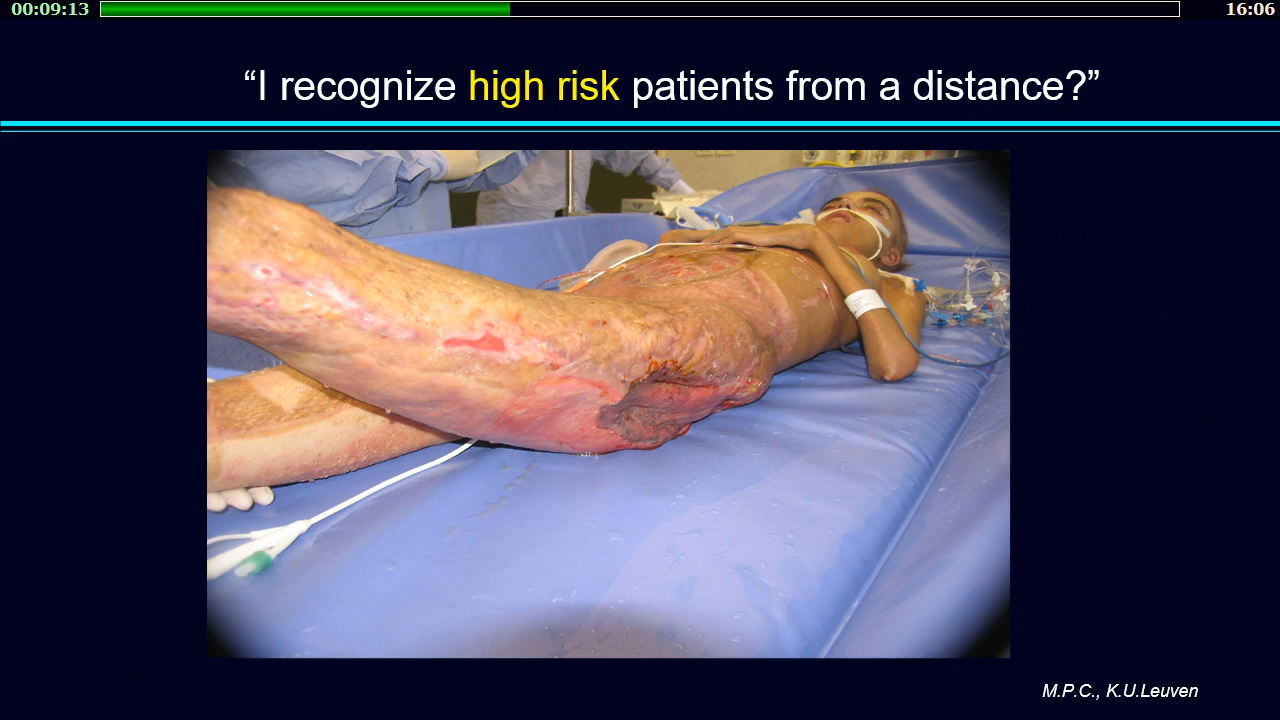 00:09:13 16:06
“I recognize high risk patients from a distance?”
M.P.C., K.U.Leuven